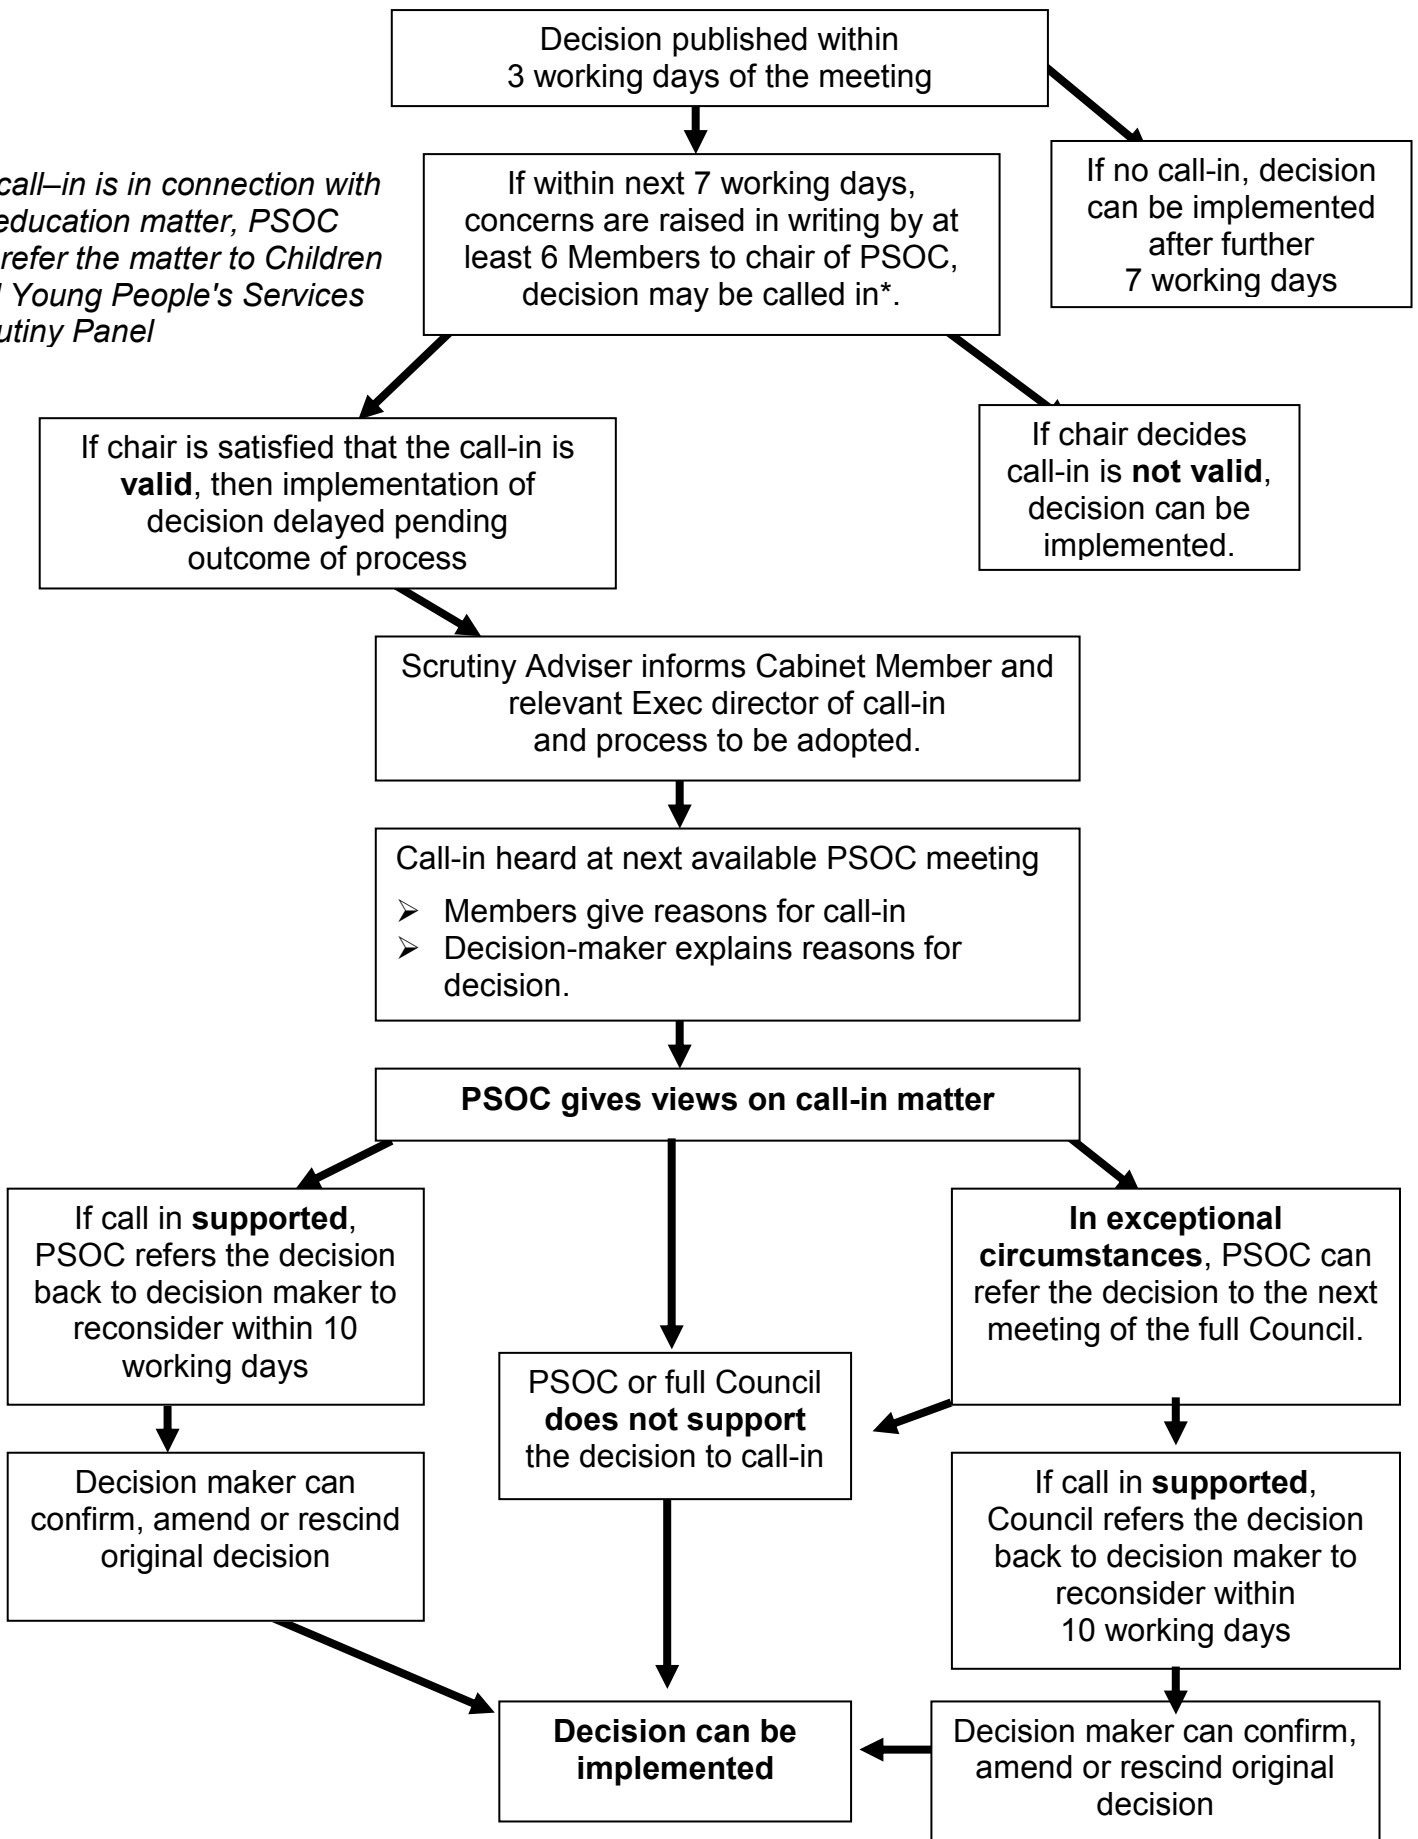 Decision published within
3 working days of the meeting
call–in is in connection with
education matter, PSOC
refer the matter to Children
Young People's Services
Panel
If within next 7 working days,
concerns are raised in writing by at
least 6 Members to chair of PSOC,
decision may be called in*.
If no call-in, decision
can be implemented
after further
7 working days
If chair is satisfied that the call-in is
valid, then implementation of
decision delayed pending
outcome of process
If chair decides
call-in is not valid,
decision can be
implemented.
Scrutiny Adviser informs Cabinet Member and
relevant Exec director of call-in
and process to be adopted.
Call-in heard at next available PSOC meeting
➢ Members give reasons for call-in
➢ Decision-maker explains reasons for
decision.
PSOC gives views on call-in matter
If call in supported,
PSOC refers the decision
back to decision maker to
reconsider within 10
working days
In exceptional
circumstances, PSOC can
refer the decision to the next
meeting of the full Council.
PSOC or full Council
does not support
the decision to call-in
Decision maker can
confirm, amend or rescind
original decision
If call in supported,
Council refers the decision
back to decision maker to
reconsider within
10 working days
Decision can be
implemented
Decision maker can confirm,
amend or rescind original
decision